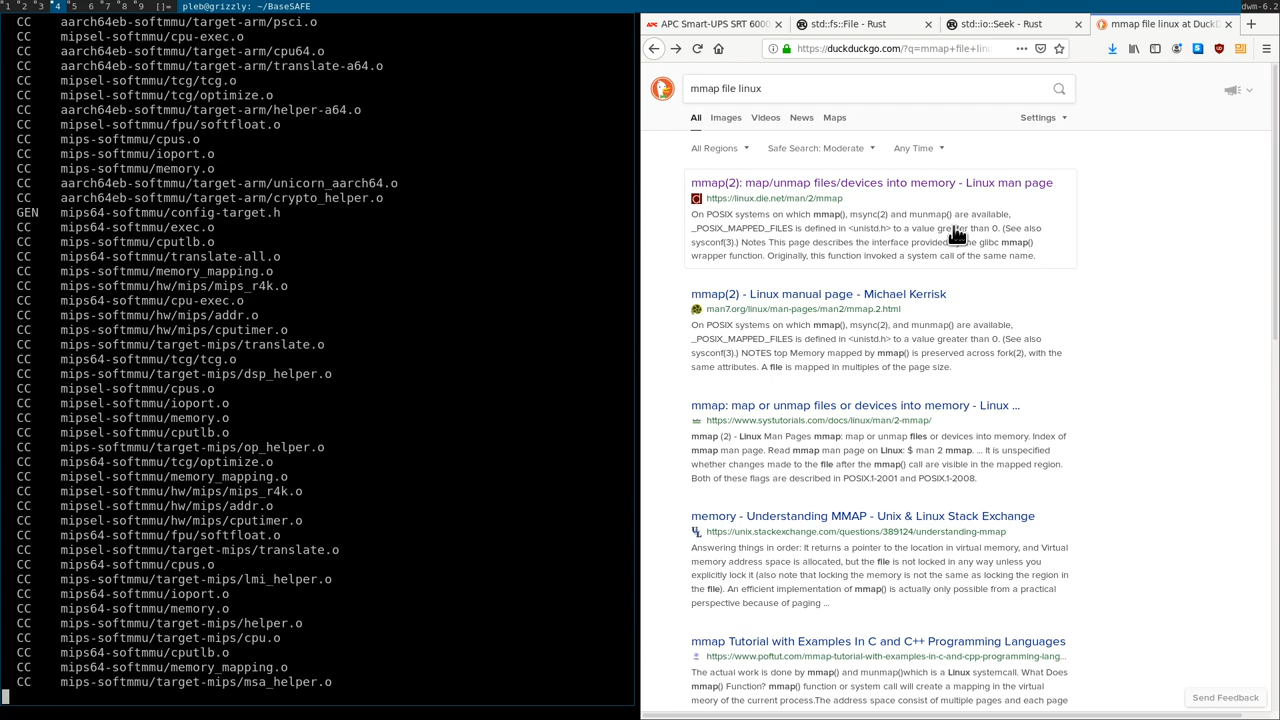 1 2 3 4 5 6 7 8 9 []= pleb@grizzly: ~/BaseSAFE dwm-6.2
CC aarch64eb-softmmu/target-arm/psci.o
CC mipsel-softmmu/cpu-exec.o
CC aarch64eb-softmmu/target-arm/cpu64.o
CC aarch64eb-softmmu/target-arm/translate-a64.o
CC mipsel-softmmu/tcg/tcg.o
CC mipsel-softmmu/tcg/optimize.o
CC aarch64eb-softmmu/target-arm/helper-a64.o
CC mipsel-softmmu/fpu/softfloat.o
CC mips-softmmu/cpus.o
CC mips-softmmu/ioport.o
CC mips-softmmu/memory.o
CC aarch64eb-softmmu/target-arm/unicorn_aarch64.o
CC aarch64eb-softmmu/target-arm/crypto_helper.o
GEN mips64-softmmu/config-target.h
CC mips64-softmmu/exec.o
CC mips-softmmu/cputlb.o
CC mips64-softmmu/translate-all.o
CC mips-softmmu/memory_mapping.o
CC mips-softmmu/hw/mips/mips_r4k.o
CC mips64-softmmu/cpu-exec.o
CC mips-softmmu/hw/mips/addr.o
CC mips-softmmu/hw/mips/cputimer.o
CC mips-softmmu/target-mips/translate.o
CC mips64-softmmu/tcg/tcg.o
CC mips-softmmu/target-mips/dsp_helper.o
CC mipsel-softmmu/cpus.o
CC mipsel-softmmu/ioport.o
CC mipsel-softmmu/memory.o
CC mipsel-softmmu/cputlb.o
CC mips-softmmu/target-mips/op_helper.o
CC mips64-softmmu/tcg/optimize.o
CC mipsel-softmmu/memory_mapping.o
CC mipsel-softmmu/hw/mips/mips_r4k.o
CC mipsel-softmmu/hw/mips/addr.o
CC mipsel-softmmu/hw/mips/cputimer.o
CC mips64-softmmu/fpu/softfloat.o
CC mipsel-softmmu/target-mips/translate.o
CC mips64-softmmu/cpus.o
CC mips-softmmu/target-mips/lmi_helper.o
CC mips64-softmmu/ioport.o
CC mips64-softmmu/memory.o
CC mips-softmmu/target-mips/helper.o
CC mips-softmmu/target-mips/cpu.o
CC mips64-softmmu/cputlb.o
CC mips64-softmmu/memory_mapping.o
CC mips-softmmu/target-mips/msa_helper.o
APC Smart-UPS SRT 6000 std::fs::File - Rust std::io::Seek - Rust mmap file linux at DuckD
https://duckduckgo.com/?q=mmap+file+linu
mmap file linux
All Images Videos News Maps Settings
All Regions Safe Search: Moderate Any Time
mmap(2): map/unmap files/devices into memory - Linux man page
https://linux.die.net/man/2/mmap
On POSIX systems on which mmap(), msync(2) and munmap() are available,
_POSIX_MAPPED_FILES is defined in <unistd.h> to a value greater than 0. (See also
sysconf(3).) Notes This page describes the interface provided the glibc mmap()
wrapper function. Originally, this function invoked a system call of the same name.
mmap(2) - Linux manual page - Michael Kerrisk
man7.org/linux/man-pages/man2/mmap.2.html
On POSIX systems on which mmap(), msync(2) and munmap() are available,
_POSIX_MAPPED_FILES is defined in <unistd.h> to a value greater than 0. (See also
sysconf(3).) NOTES top Memory mapped by mmap() is preserved across fork(2), with the
same attributes. A file is mapped in multiples of the page size.
mmap: map or unmap files or devices into memory - Linux ...
https://www.systutorials.com/docs/linux/man/2-mmap/
mmap (2) - Linux Man Pages mmap: map or unmap files or devices into memory. Index of
mmap man page. Read mmap man page on Linux: $ man 2 mmap. ... It is unspecified
whether changes made to the file after the mmap() call are visible in the mapped region.
Both of these flags are described in POSIX.1-2001 and POSIX.1-2008.
memory - Understanding MMAP - Unix & Linux Stack Exchange
https://unix.stackexchange.com/questions/389124/understanding-mmap
Answering things in order: It returns a pointer to the location in virtual memory, and Virtual
memory address space is allocated, but the file is not locked in any way unless you
explicitly lock it (also note that locking the memory is not the same as locking the region in
the file). An efficient implementation of mmap() is actually only possible from a practical
perspective because of paging ...
mmap Tutorial with Examples In C and C++ Programming Languages
https://www.poftut.com/mmap-tutorial-with-examples-in-c-and-cpp-programming-lang...
The actual work is done by mmap() and munmap()which is a Linux systemcall. What Does
mmap() Function? mmap() function or system call will create a mapping in the virtual
meory of the current process.The address space consist of multiple pages and each page
Send Feedback